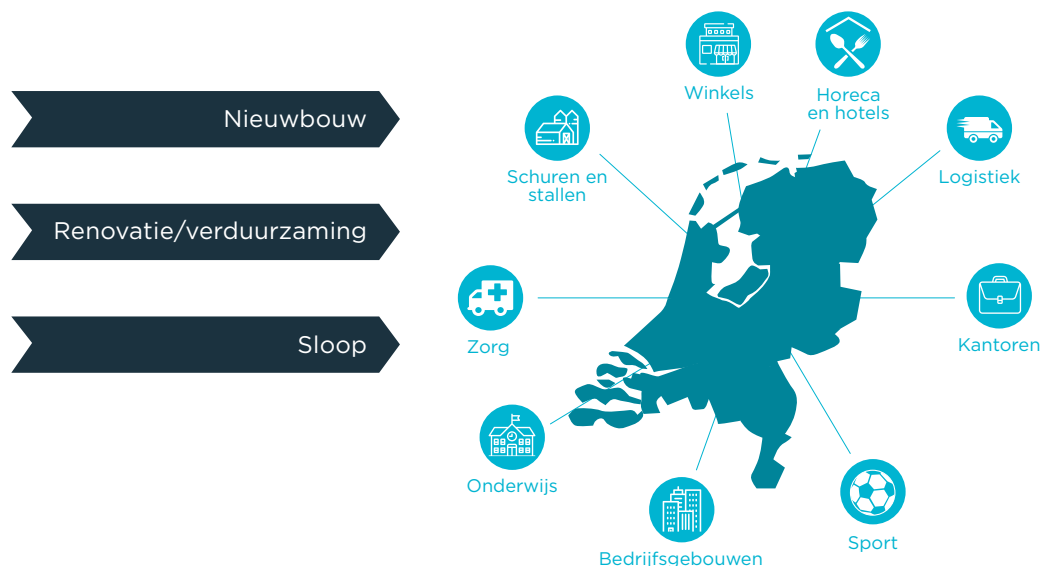 Nieuwbouw
Renovatie/verduurzaming
Sloop
Winkels
Horeca
en hotels
Schuren en
stallen
Logistiek
Zorg
Kantoren
Onderwijs
Sport
Bedrijfsgebouwen